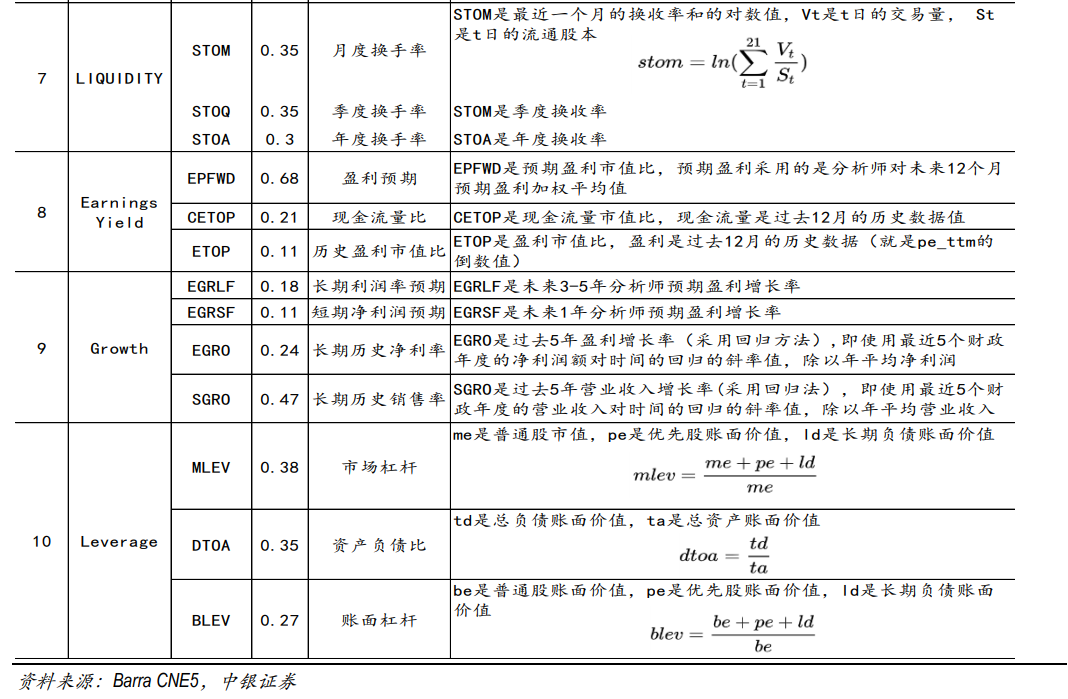 7 LIQUIDITY STOM 0.35 月度换手率 STOM是最近一个月的换收率和的对数值，Vt是t日的交易量， St
是t日的流通股本
stom = ln(∑_{t=1}^{21} V_t/S_t)
STOQ 0.35 季度换手率 STOM是季度换收率
STOA 0.3 年度换手率 STOA是年度换收率
8 Earnings Yield EPFWD 0.68 盈利预期 EPFWD是预期盈利市值比，预期盈利采用的是分析师对未来12个月
预期盈利加权平均值
CETOP 0.21 现金流量比 CETOP是现金流量市值比，现金流量是过去12月的历史数据值
ETOP 0.11 历史盈利市值比 ETOP是盈利市值比，盈利是过去12月的历史数据（就是pe_ttm的
倒数值）
9 Growth EGRLF 0.18 长期利润率预期 EGRLF是未来3-5年分析师预期盈利增长率
EGRSF 0.11 短期净利润预期 EGRSF是未来1年分析师预期盈利增长率
EGRO 0.24 长期历史净利率 EGRO是过去5年盈利增长率（采用回归方法）,即使用最近5个财政
年度的净利润额对时间的回归的斜率值，除以年平均净利润
SGRO 0.47 长期历史销售率 SGRO是过去5年营业收入增长率(采用回归法），即使用最近5个财
政年度的营业收入对时间的回归的斜率值，除以年平均营业收入
10 Leverage MLEV 0.38 市场杠杆 me是普通股市值，pe是优先股账面价值，ld是长期负债账面价值
mlev = (me + pe + ld)/me
DTOA 0.35 资产负债比 td是总负债账面价值，ta是总资产账面价值
dtoa = td/ta
BLEV 0.27 账面杠杆 be是普通股账面价值，pe是优先股账面价值，ld是长期负债账面
价值
blev = (be + pe + ld)/be
资料来源：Barra CNE5，中银证券